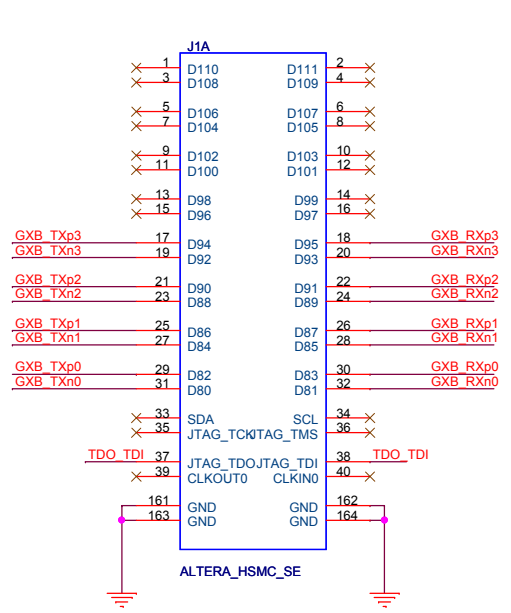 J1A
1 D110 D111 2
3 D108 D109 4
5 D106 D107 6
7 D104 D105 8
9 D102 D103 10
11 D100 D101 12
13 D98 D99 14
15 D96 D97 16
GXB_TXp3 17 D94 D95 18 GXB_RXp3
GXB_TXn3 19 D92 D93 20 GXB_RXn3
GXB_TXp2 21 D90 D91 22 GXB_RXp2
GXB_TXn2 23 D88 D89 24 GXB_RXn2
GXB_TXp1 25 D86 D87 26 GXB_RXp1
GXB_TXn1 27 D84 D85 28 GXB_RXn1
GXB_TXp0 29 D82 D83 30 GXB_RXp0
GXB_TXn0 31 D80 D81 32 GXB_RXn0
33 SDA SCL 34
35 JTAG_TCK JTAG_TMS 36
TDO_TDI 37 JTAG_TDO JTAG_TDI 38 TDO_TDI
39 CLKOUT0 CLKIN0 40
161 GND GND 162
163 GND GND 164
ALTERA_HSMC_SE